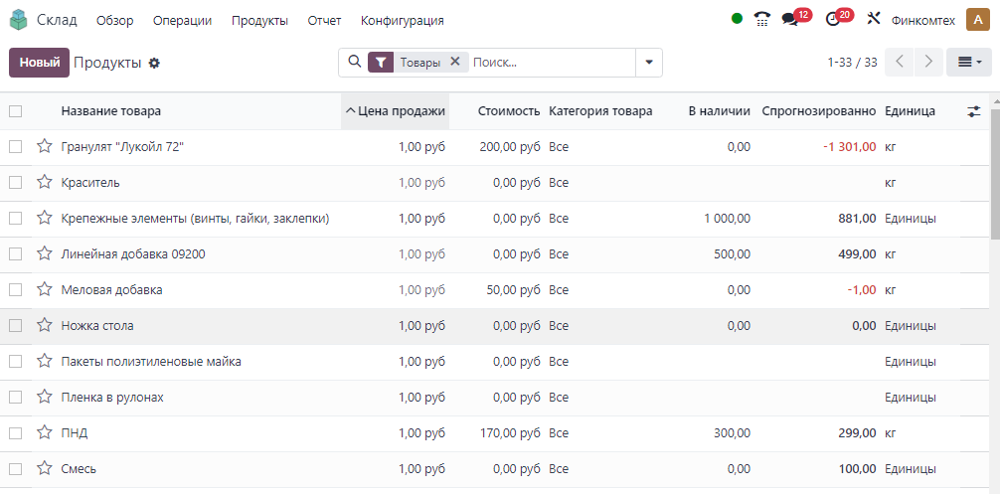 Склад Обзор Операции Продукты Отчет Конфигурация 12 20 Финкомтех A
Новый Продукты Товары Поиск... 1-33 / 33
Название товара Цена продажи Стоимость Категория товара В наличии Спрогнозированно Единица
Гранулят "Лукойл 72" 1,00 руб 200,00 руб Все 0,00 -1 301,00 кг
Краситель 1,00 руб 0,00 руб Все кг
Крепежные элементы (винты, гайки, заклепки) 1,00 руб 0,00 руб Все 1 000,00 881,00 Единицы
Линейная добавка 09200 1,00 руб 0,00 руб Все 500,00 499,00 кг
Меловая добавка 1,00 руб 50,00 руб Все 0,00 -1,00 кг
Ножка стола 1,00 руб 0,00 руб Все 0,00 0,00 Единицы
Пакеты полиэтиленовые майка 1,00 руб 0,00 руб Все Единицы
Пленка в рулонах 1,00 руб 0,00 руб Все Единицы
ПНД 1,00 руб 170,00 руб Все 300,00 299,00 кг
Смесь 1,00 руб 0,00 руб Все 0,00 100,00 Единицы